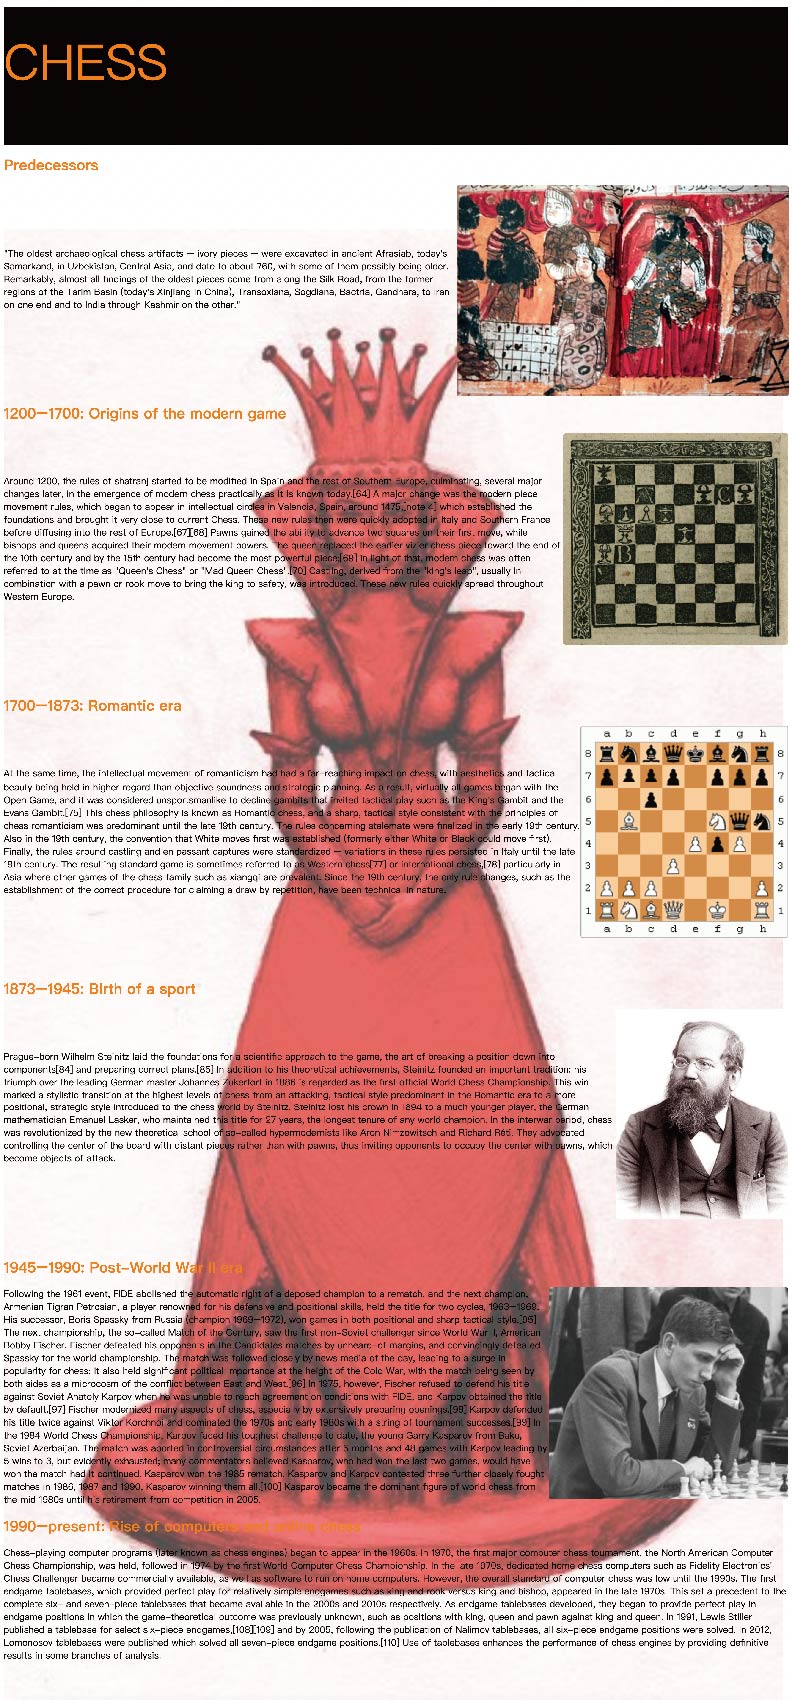 CHESS
Predecessors
"The oldest archaeological chess artifacts — ivory pieces — were excavated in ancient Afrasiab, today's
Samarkand, in Uzbekistan, Central Asia, and date to about 760, with some of them possibly being older.
Remarkably, almost all findings of the oldest pieces come from along the Silk Road, from the former
regions of the Tarim Basin (today's Xinjiang in China), Transoxiana, Sogdiana, Bactria, Gandhara, to Iran
on one end and to India through Kashmir on the other."
1200—1700: Origins of the modern game
Around 1200, the rules of shatranj started to be modified in Spain and the rest of Southern Europe, culminating, several major
changes later, in the emergence of modern chess practically as it is known today.[64] A major change was the modern piece
movement rules, which began to appear in intellectual circles in Valencia, Spain, around 1475,[note 4] which established the
foundations and brought it very close to current Chess. These new rules then were quickly adopted in Italy and Southern France
before diffusing into the rest of Europe.[67][68] Pawns gained the ability to advance two squares on their first move, while
bishops and queens acquired their modern movement powers. The queen replaced the earlier vizier chess piece toward the end of
the 10th century and by the 15th century had become the most powerful piece;[69] in light of that, modern chess was often
referred to at the time as "Queen's Chess" or "Mad Queen Chess".[70] Castling, derived from the "king's leap", usually in
combination with a pawn or rook move to bring the king to safety, was introduced. These new rules quickly spread throughout
Western Europe.
1700—1873: Romantic era
a b c d e f g h
8 8
7 7
6 6
5 5
4 4
3 3
2 2
1 1
a b c d e f g h
At the same time, the intellectual movement of romanticism had had a far-reaching impact on chess, with aesthetics and tactical
beauty being held in higher regard than objective soundness and strategic planning. As a result, virtually all games began with the
Open Game, and it was considered unsportsmanlike to decline gambits that invited tactical play such as the King's Gambit and the
Evans Gambit.[75] This chess philosophy is known as Romantic chess, and a sharp, tactical style consistent with the principles of
chess romanticism was predominant until the late 19th century. The rules concerning stalemate were finalized in the early 19th century.
Also in the 19th century, the convention that White moves first was established (formerly either White or Black could move first).
Finally, the rules around castling and en passant captures were standardized — variations in these rules persisted in Italy until the late
19th century. The resulting standard game is sometimes referred to as Western chess[77] or international chess,[78] particularly in
Asia where other games of the chess family such as xiangqi are prevalent. Since the 19th century, the only rule changes, such as the
establishment of the correct procedure for claiming a draw by repetition, have been technical in nature.
1873—1945: Birth of a sport
Prague-born Wilhelm Steinitz laid the foundations for a scientific approach to the game, the art of breaking a position down into
components[84] and preparing correct plans.[85] In addition to his theoretical achievements, Steinitz founded an important tradition: his
triumph over the leading German master Johannes Zukertort in 1886 is regarded as the first official World Chess Championship. This win
marked a stylistic transition at the highest levels of chess from an attacking, tactical style predominant in the Romantic era to a more
positional, strategic style introduced to the chess world by Steinitz. Steinitz lost his crown in 1894 to a much younger player, the German
mathematician Emanuel Lasker, who maintained this title for 27 years, the longest tenure of any world champion. In the interwar period, chess
was revolutionized by the new theoretical school of so-called hypermodernists like Aron Nimzowitsch and Richard Réti. They advocated
controlling the center of the board with distant pieces rather than with pawns, thus inviting opponents to occupy the center with pawns, which
become objects of attack.
1945—1990: Post-World War II era
Following the 1961 event, FIDE abolished the automatic right of a deposed champion to a rematch, and the next champion,
Armenian Tigran Petrosian, a player renowned for his defensive and positional skills, held the title for two cycles, 1963–1969.
His successor, Boris Spassky from Russia (champion 1969–1972), won games in both positional and sharp tactical style.[95]
The next championship, the so-called Match of the Century, saw the first non-Soviet challenger since World War II, American
Bobby Fischer. Fischer defeated his opponents in the Candidates matches by unheard-of margins, and convincingly defeated
Spassky for the world championship. The match was followed closely by news media of the day, leading to a surge in
popularity for chess; it also held significant political importance at the height of the Cold War, with the match being seen by
both sides as a microcosm of the conflict between East and West.[96] In 1975, however, Fischer refused to defend his title
against Soviet Anatoly Karpov when he was unable to reach agreement on conditions with FIDE, and Karpov obtained the title
by default.[97] Fischer modernized many aspects of chess, especially by extensively preparing openings.[98] Karpov defended
his title twice against Viktor Korchnoi and dominated the 1970s and early 1980s with a string of tournament successes.[99] In
the 1984 World Chess Championship, Karpov faced his toughest challenge to date, the young Garry Kasparov from Baku,
Soviet Azerbaijan. The match was aborted in controversial circumstances after 5 months and 48 games with Karpov leading by
5 wins to 3, but evidently exhausted; many commentators believed Kasparov, who had won the last two games, would have
won the match had it continued. Kasparov won the 1985 rematch. Kasparov and Karpov contested three further closely fought
matches in 1986, 1987 and 1990, Kasparov winning them all.[100] Kasparov became the dominant figure of world chess from
the mid 1980s until his retirement from competition in 2005.
1990—present: Rise of computers and online chess
Chess-playing computer programs (later known as chess engines) began to appear in the 1960s. In 1970, the first major computer chess tournament, the North American Computer
Chess Championship, was held, followed in 1974 by the first World Computer Chess Championship. In the late 1970s, dedicated home chess computers such as Fidelity Electronics'
Chess Challenger became commercially available, as well as software to run on home computers. However, the overall standard of computer chess was low until the 1990s. The first
endgame tablebases, which provided perfect play for relatively simple endgames such as king and rook versus king and bishop, appeared in the late 1970s. This set a precedent to the
complete six- and seven-piece tablebases that became available in the 2000s and 2010s respectively. As endgame tablebases developed, they began to provide perfect play in
endgame positions in which the game-theoretical outcome was previously unknown, such as positions with king, queen and pawn against king and queen. In 1991, Lewis Stiller
published a tablebase for select six-piece endgames,[108][109] and by 2005, following the publication of Nalimov tablebases, all six-piece endgame positions were solved. In 2012,
Lomonosov tablebases were published which solved all seven-piece endgame positions.[110] Use of tablebases enhances the performance of chess engines by providing definitive
results in some branches of analysis.